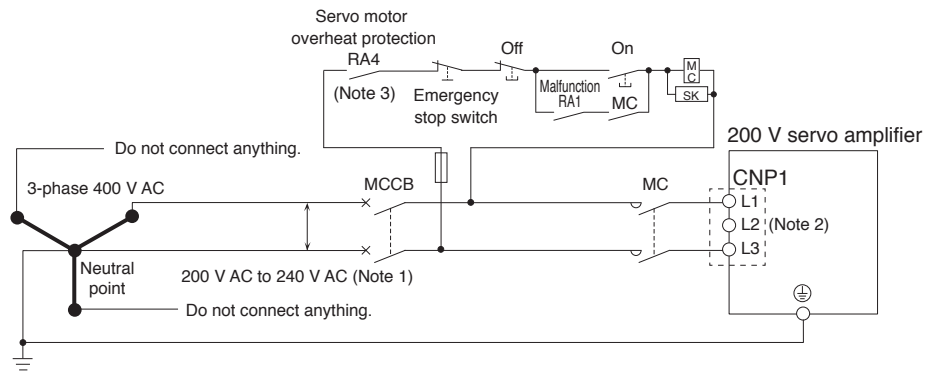 Servo motor
overheat protection
RA4
(Note 3)
Emergency
stop switch
Off
On
Malfunction
RA1
MC
M
C
SK
200 V servo amplifier
Do not connect anything.
3-phase 400 V AC
MCCB
MC
CNP1
L1
L2 (Note 2)
L3
Neutral
point
200 V AC to 240 V AC (Note 1)
Do not connect anything.